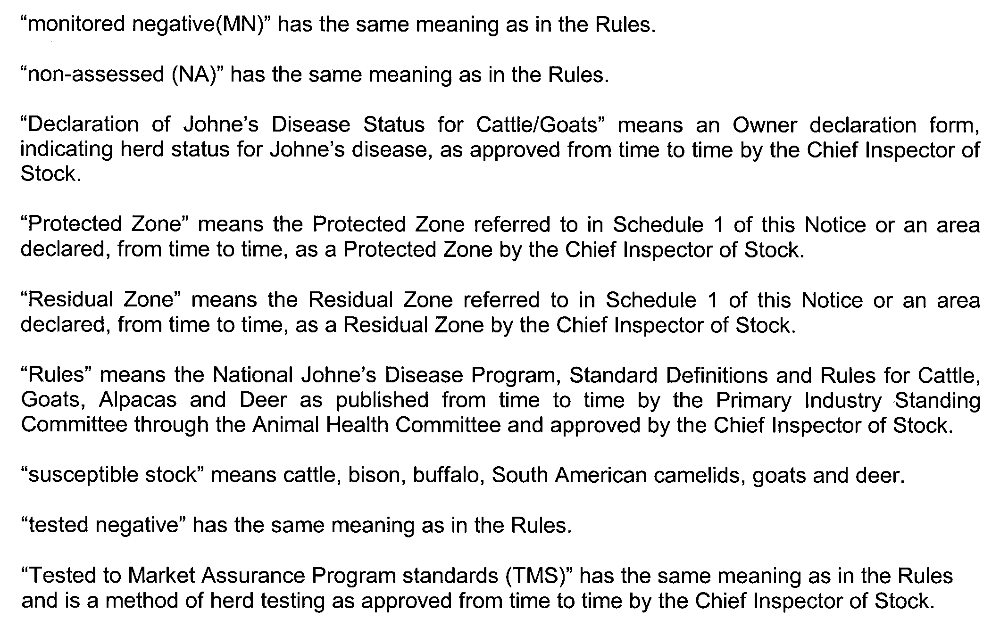 “monitored negative(MN)” has the same meaning as in the Rules.
“non-assessed (NA)” has the same meaning as in the Rules.
“Declaration of Johne’s Disease Status for Cattle/Goats” means an Owner declaration form,
indicating herd status for Johne’s disease, as approved from time to time by the Chief Inspector of
Stock.
“Protected Zone” means the Protected Zone referred to in Schedule 1 of this Notice or an area
declared, from time to time, as a Protected Zone by the Chief Inspector of Stock.
“Residual Zone” means the Residual Zone referred to in Schedule 1 of this Notice or an area
declared, from time to time, as a Residual Zone by the Chief Inspector of Stock.
“Rules” means the National Johne’s Disease Program, Standard Definitions and Rules for Cattle,
Goats, Alpacas and Deer as published from time to time by the Primary Industry Standing
Committee through the Animal Health Committee and approved by the Chief Inspector of Stock.
“susceptible stock” means cattle, bison, buffalo, South American camelids, goats and deer.
“tested negative” has the same meaning as in the Rules.
“Tested to Market Assurance Program standards (TMS)” has the same meaning as in the Rules
and is a method of herd testing as approved from time to time by the Chief Inspector of Stock.